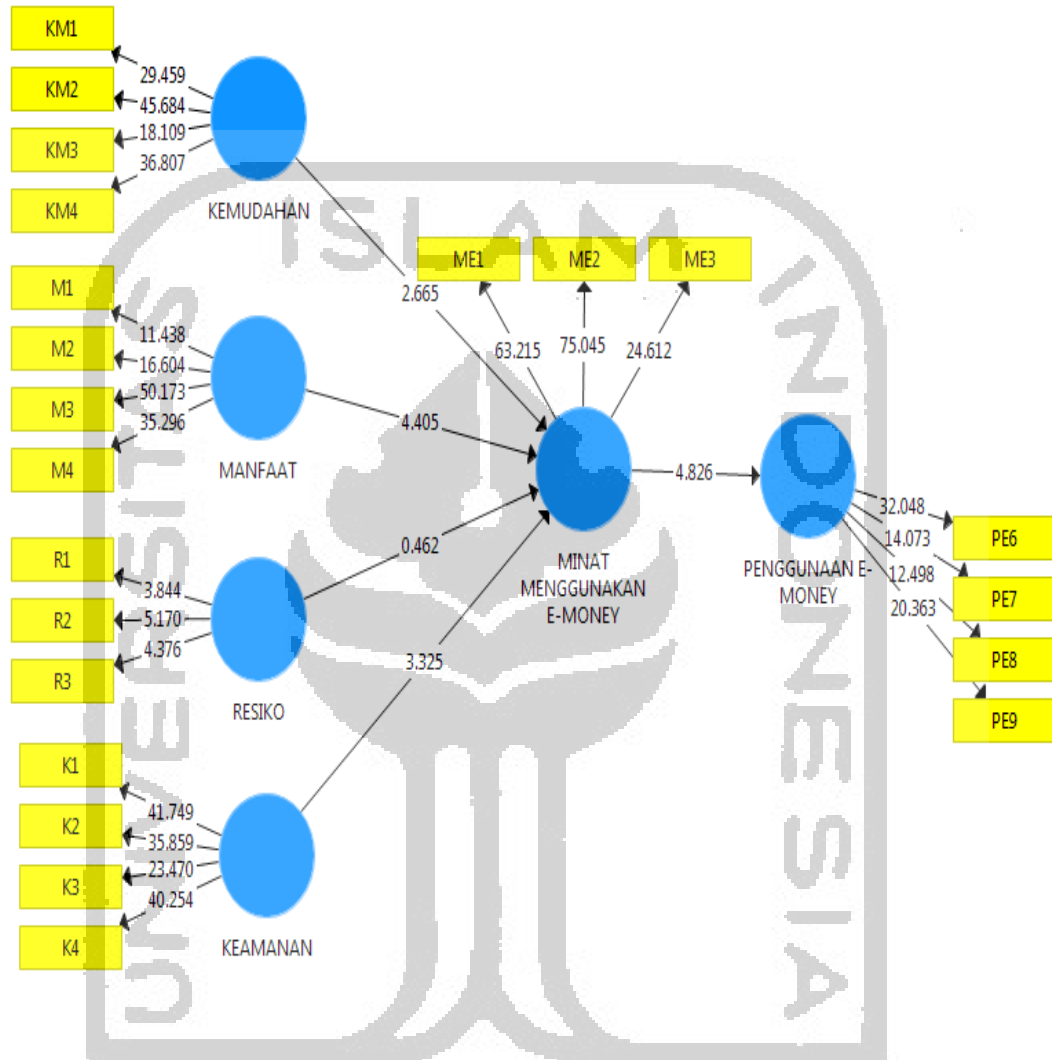 KM1
29.459
KM2
45.684
18.109
KM3
36.807
KM4
KEMUDAHAN
ISLAM
UNIVERSITAS
INDONESIA
M1
11.438
M2
16.604
50.173
M3
35.296
M4
MANFAAT
ME1
ME2
ME3
2.665
63.215
75.045
24.612
4.405
4.826
MINAT
MENGGUNAKAN
E-MONEY
PENGGUNAAN E-
MONEY
32.048
14.073
12.498
20.363
PE6
PE7
PE8
PE9
R1
3.844
R2
5.170
4.376
R3
RESIKO
0.462
3.325
K1
41.749
K2
35.859
23.470
K3
40.254
K4
KEAMANAN